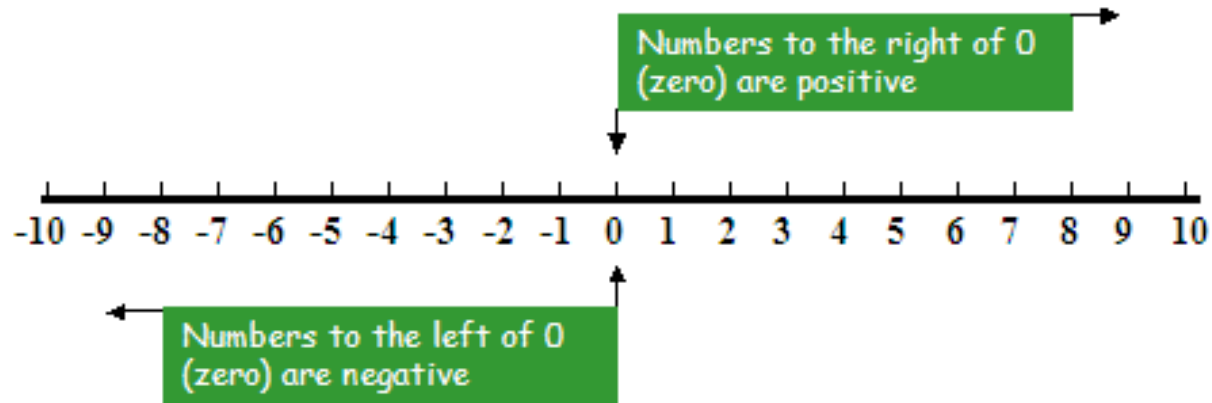 Numbers to the right of 0
(zero) are positive
-10 -9 -8 -7 -6 -5 -4 -3 -2 -1 0 1 2 3 4 5 6 7 8 9 10
Numbers to the left of 0
(zero) are negative